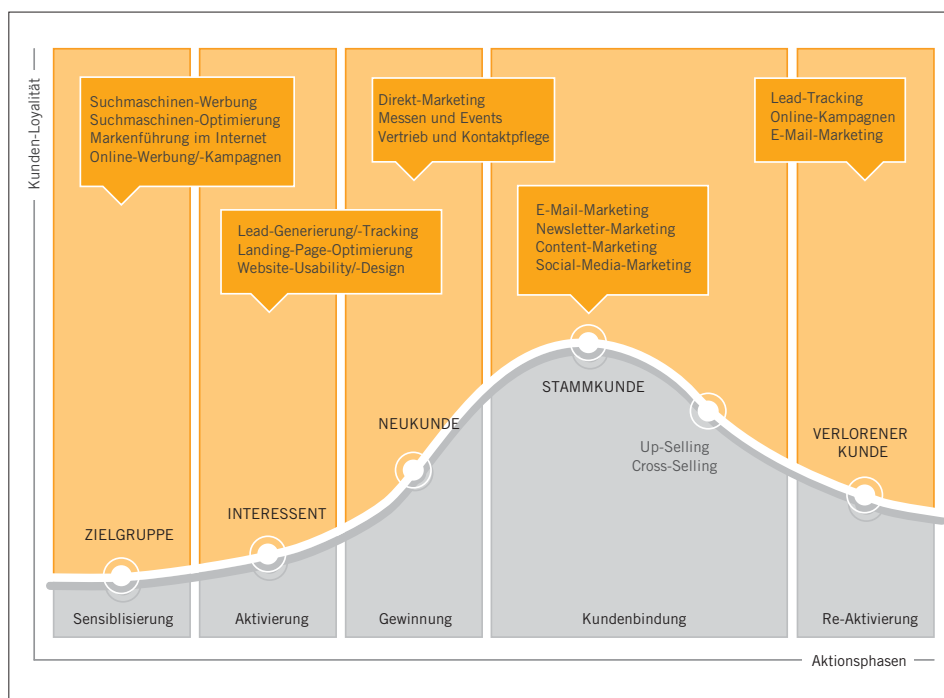 Kunden-Loyalität
Suchmaschinen-Werbung
Suchmaschinen-Optimierung
Markenführung im Internet
Online-Werbung/-Kampagnen
Direkt-Marketing
Messen und Events
Vertrieb und Kontaktpflege
Lead-Tracking
Online-Kampagnen
E-Mail-Marketing
Lead-Generierung/-Tracking
Landing-Page-Optimierung
Website-Usability/-Design
E-Mail-Marketing
Newsletter-Marketing
Content-Marketing
Social-Media-Marketing
ZIELGRUPPE
INTERESSENT
NEUKUNDE
STAMMKUNDE
Up-Selling
Cross-Selling
VERLORENER
KUNDE
Sensiblisierung
Aktivierung
Gewinnung
Kundenbindung
Re-Aktivierung
Aktionsphasen